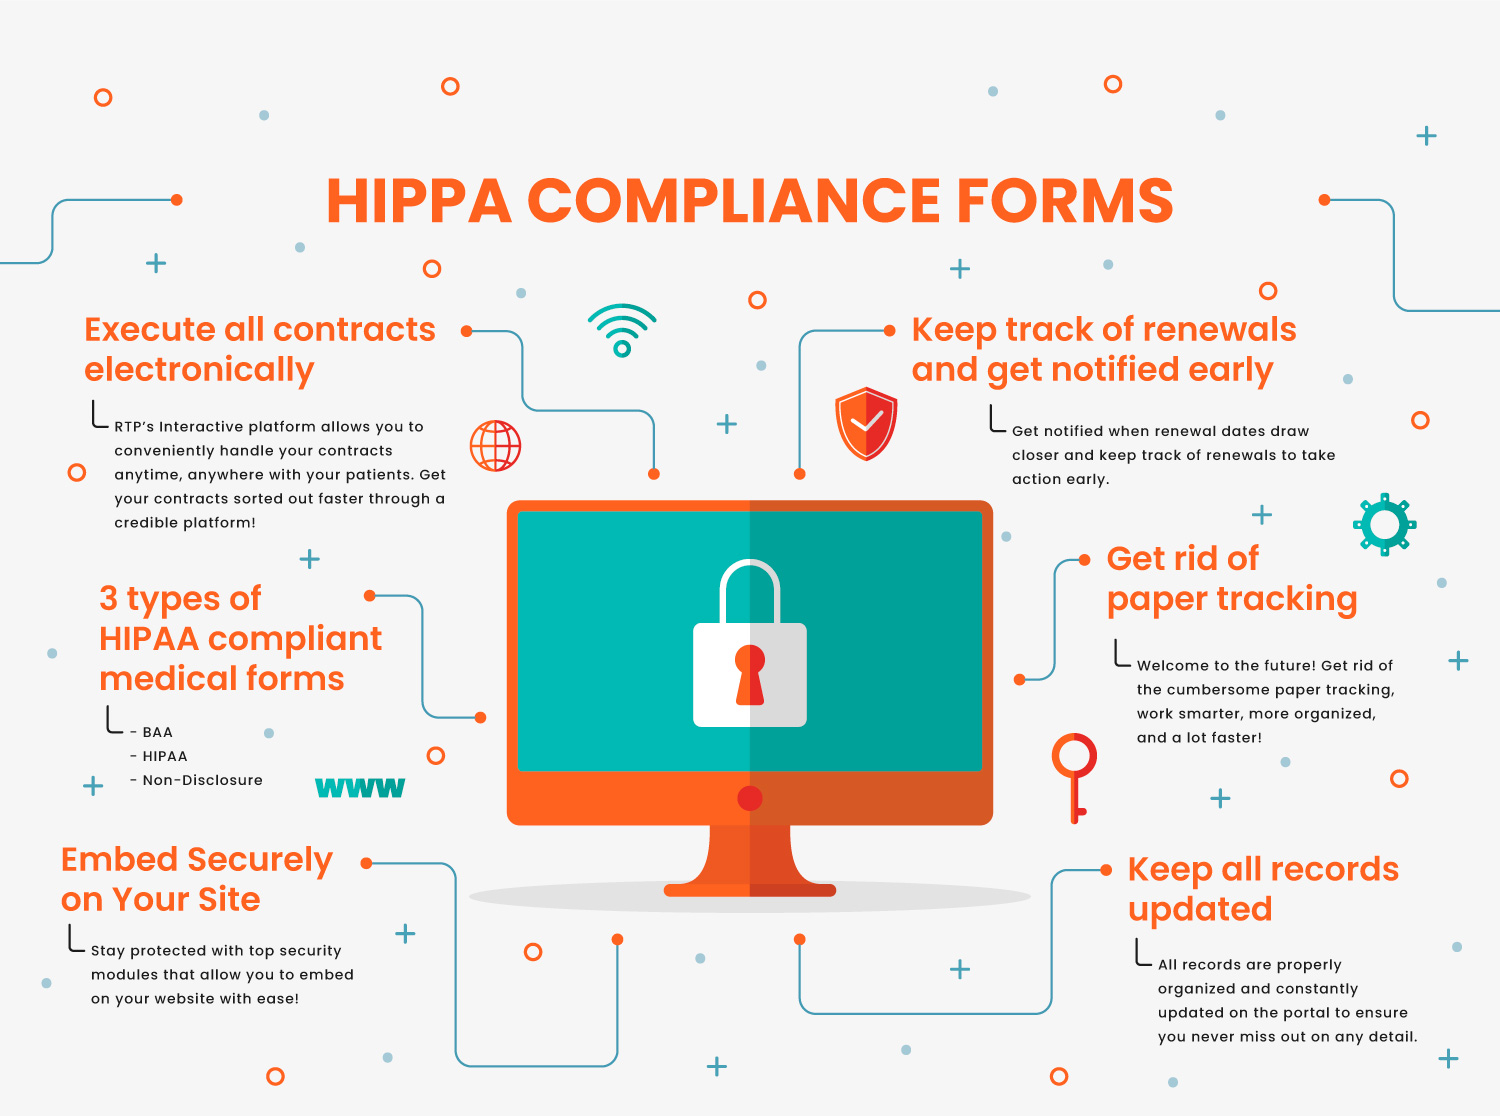 HIPPA COMPLIANCE FORMS
Execute all contracts
electronically
RTP's Interactive platform allows you to
conveniently handle your contracts
anytime, anywhere with your patients. Get
your contracts sorted out faster through a
credible platform!
3 types of
HIPAA compliant
medical forms
- BAA
- HIPAA
- Non-Disclosure
www
Embed Securely
on Your Site
Stay protected with top security
modules that allow you to embed
on your website with ease!
Keep track of renewals
and get notified early
Get notified when renewal dates draw
closer and keep track of renewals to take
action early.
Get rid of
paper tracking
Welcome to the future! Get rid of
the cumbersome paper tracking,
work smarter, more organized,
and a lot faster!
Keep all records
updated
All records are properly
organized and constantly
updated on the portal to ensure
you never miss out on any detail.